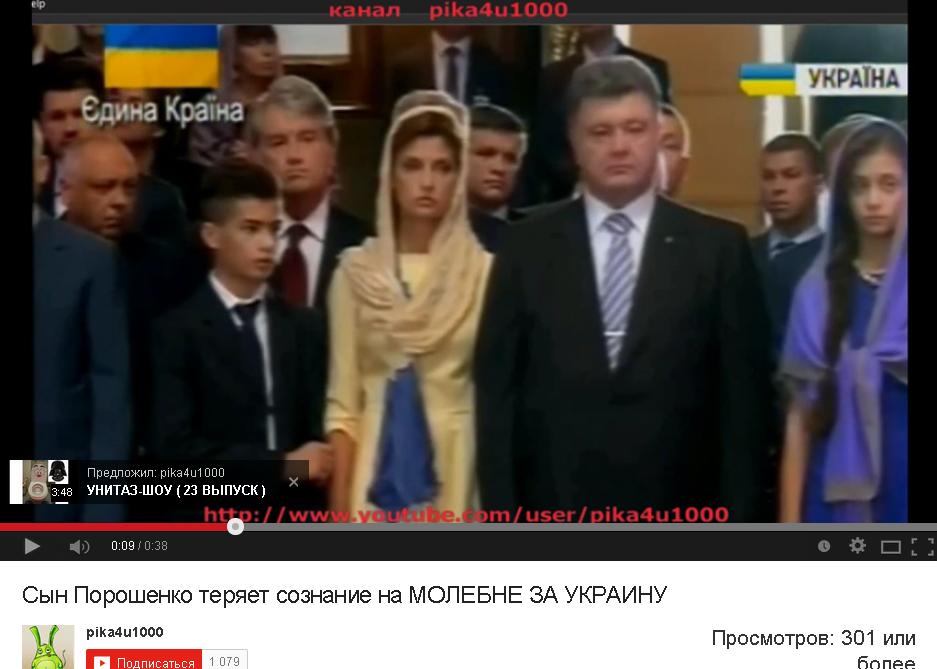 elp
канал pika4u1000
УКРАЇНА
Єдина Країна
Предложил: pika4u1000
УНИТАЗ-ШОУ ( 23 ВЫПУСК )
3:48
http://www.youtube.com/user/pika4u1000
0:09 / 0:38
Сын Порошенко теряет сознание на МОЛЕБНЕ ЗА УКРАИНУ
pika4u1000
Подписаться 1 079
Просмотров: 301 или
более